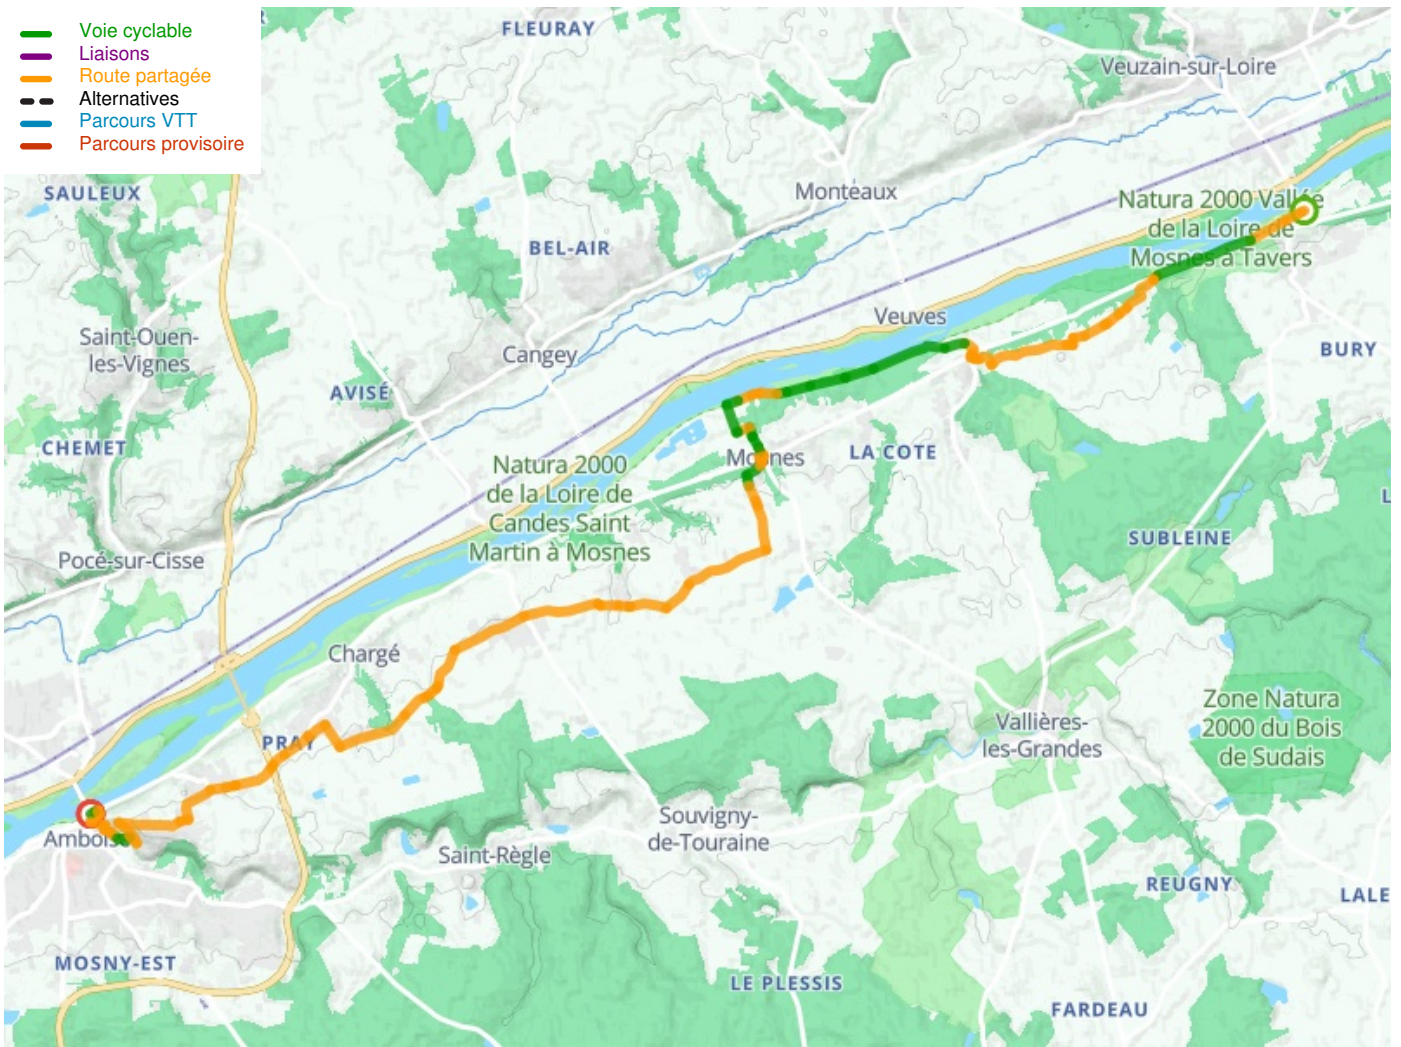 Voie cyclable
Liaisons
Route partagée
Alternatives
Parcours VTT
Parcours provisoire
FLEURAY
Veuzain-sur-Loire
SAULEUX
Monteaux
Natura 2000 Vallée
de la Loire de
Mosnes à Tavers
BEL-AIR
Veuves
Saint-Ouen-
les-Vignes
Cangey
BURY
AVISÉ
CHEMET
LA COTE
Mosnes
Natura 2000
de la Loire de
Candes Saint
Martin à Mosnes
SUBLEINE
Pocé-sur-Cisse
Chargé
Zone Natura
2000 du Bois
de Sudais
Vallières-
les-Grandes
PRAY
Souvigny-
de-Touraine
Amboise
Saint-Règle
REUGNY
LALE
MOSNY-EST
LE PLESSIS
FARDEAU